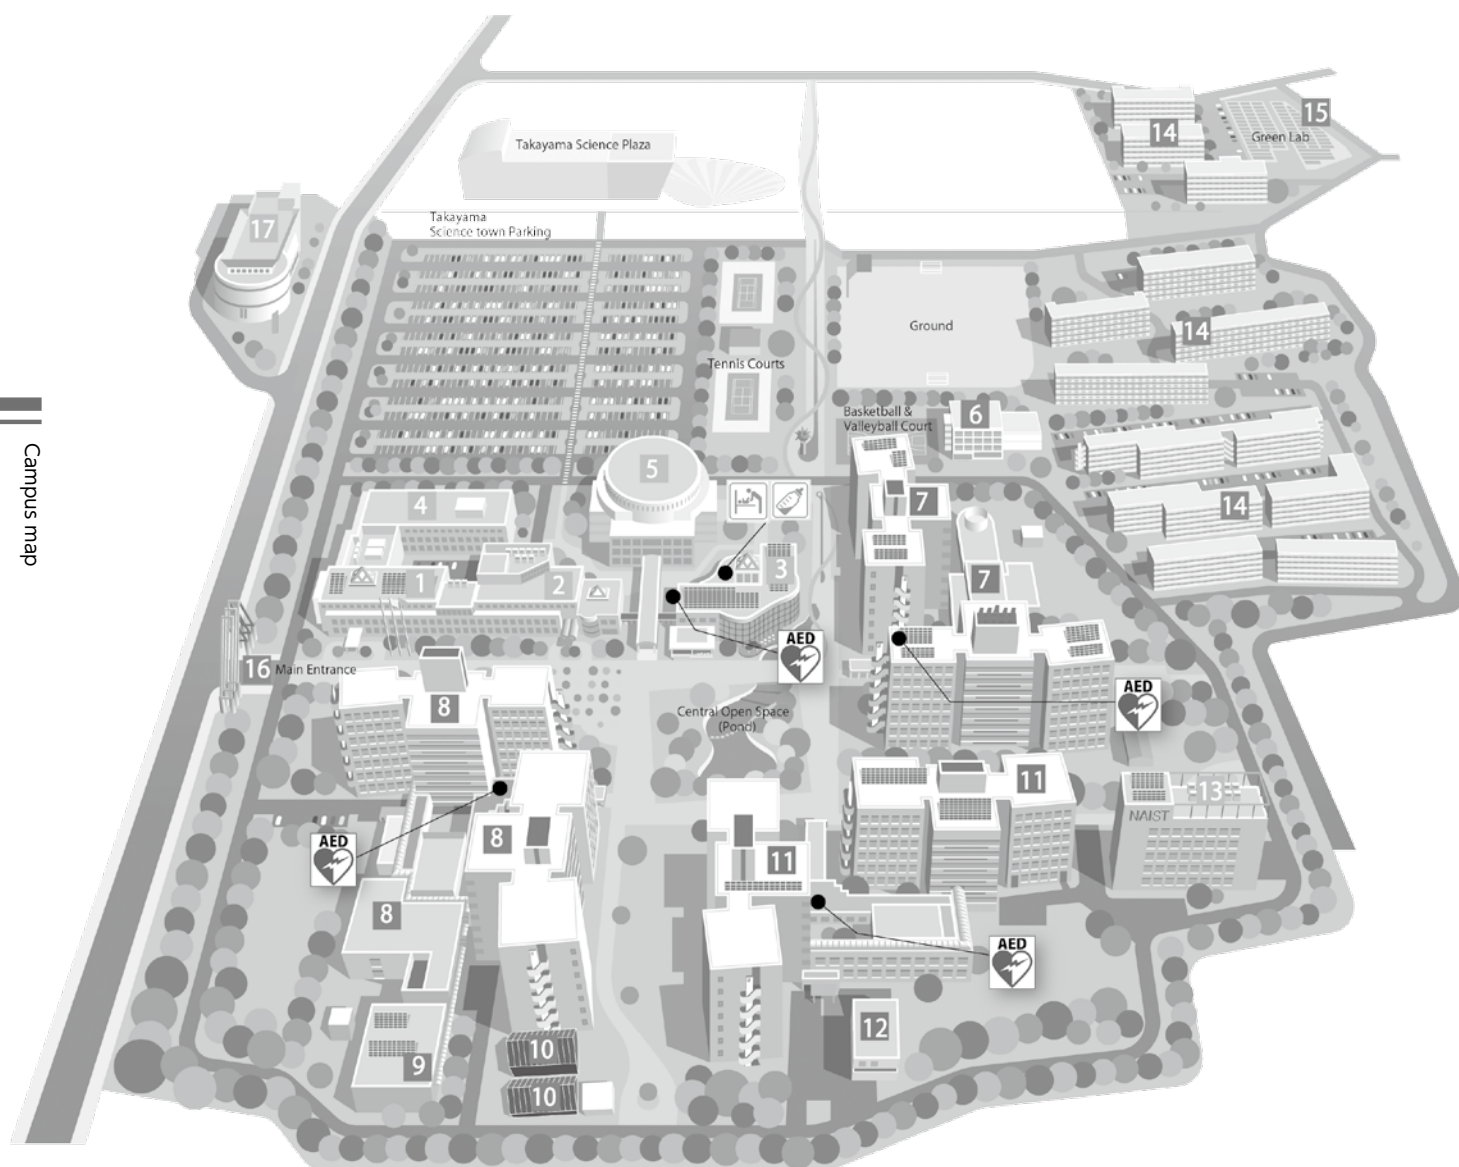 Campus map
15
14
Green Lab
Takayama Science Plaza
17
Takayama
Science town Parking
Ground
14
Tennis Courts
Basketball &
Valleyball Court
6
5
4
7
14
3
1
2
7
AED
16
Main Entrance
AED
8
Central Open Space
(Pond)
11
13
NAIST
AED
8
11
8
AED
12
10
9
10